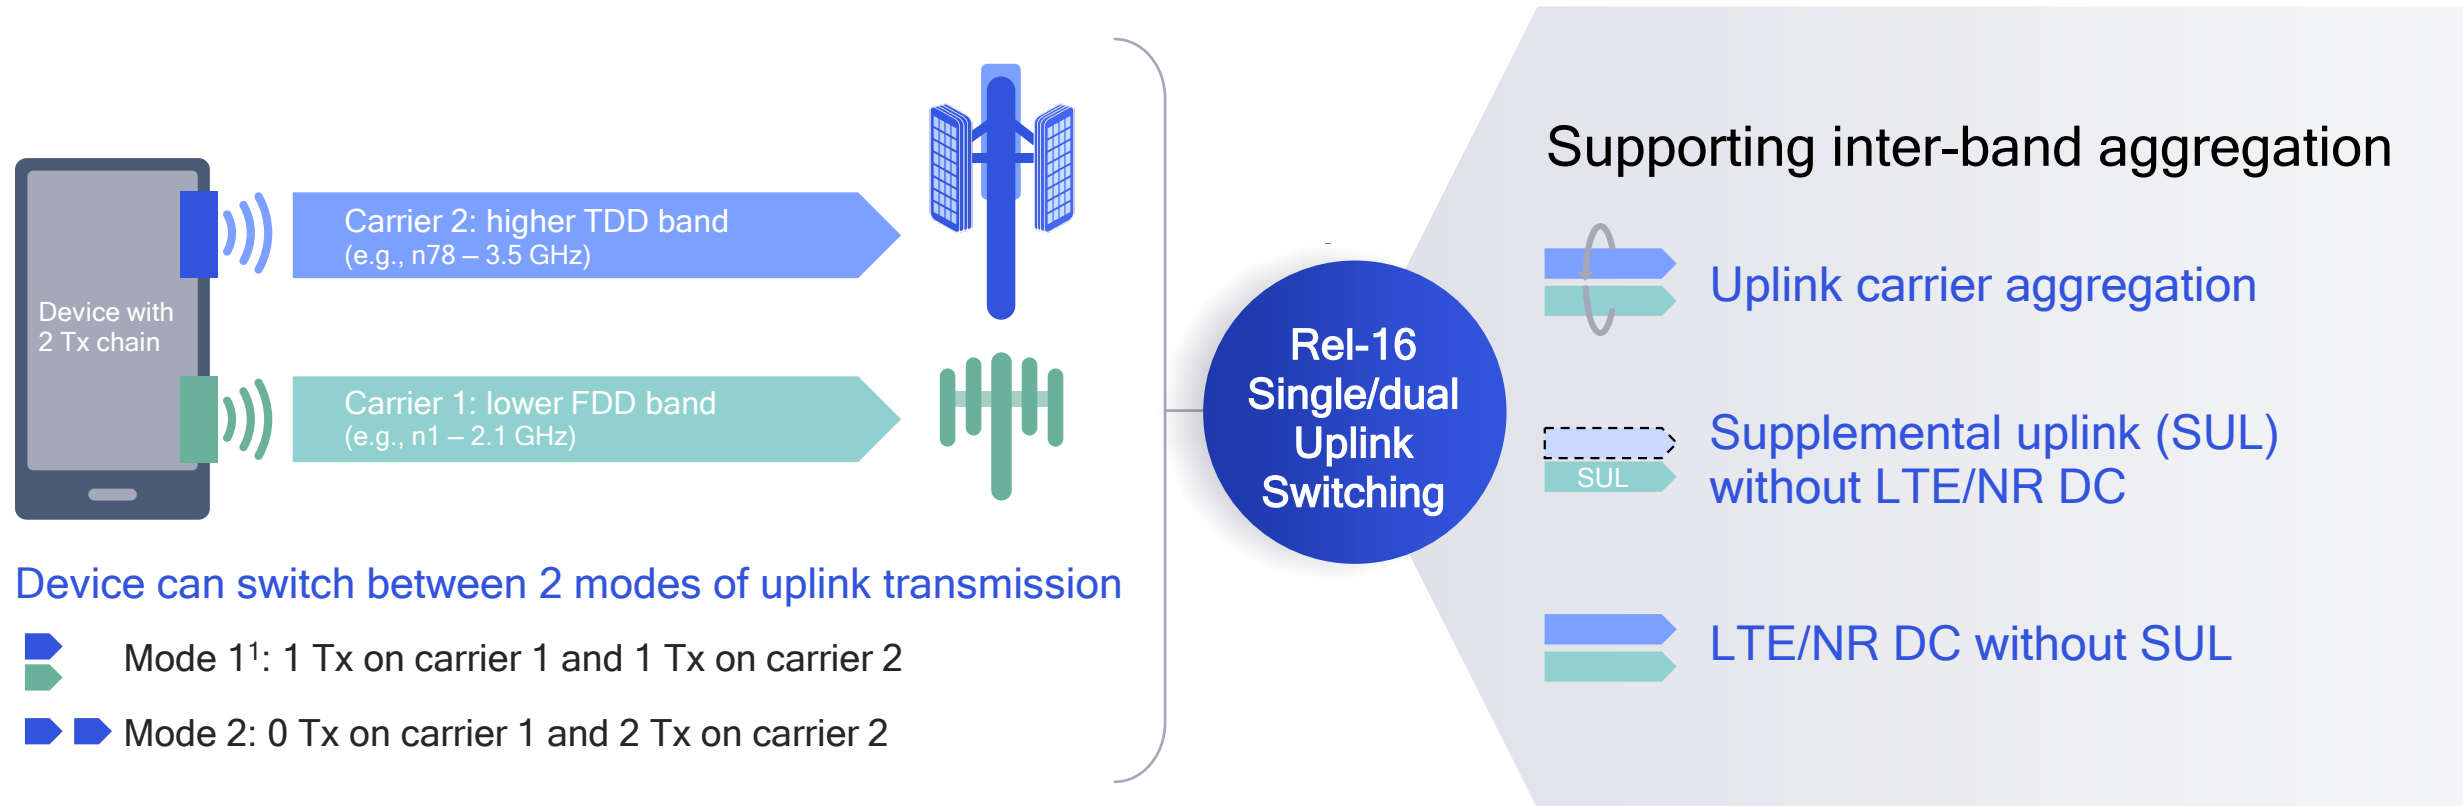 Device with
2 Tx chain
Carrier 2: higher TDD band
(e.g., n78 – 3.5 GHz)
Carrier 1: lower FDD band
(e.g., n1 – 2.1 GHz)
Device can switch between 2 modes of uplink transmission
Mode 1¹: 1 Tx on carrier 1 and 1 Tx on carrier 2
Mode 2: 0 Tx on carrier 1 and 2 Tx on carrier 2
Rel-16
Single/dual
Uplink
Switching
Supporting inter-band aggregation
Uplink carrier aggregation
SUL
Supplemental uplink (SUL)
without LTE/NR DC
LTE/NR DC without SUL